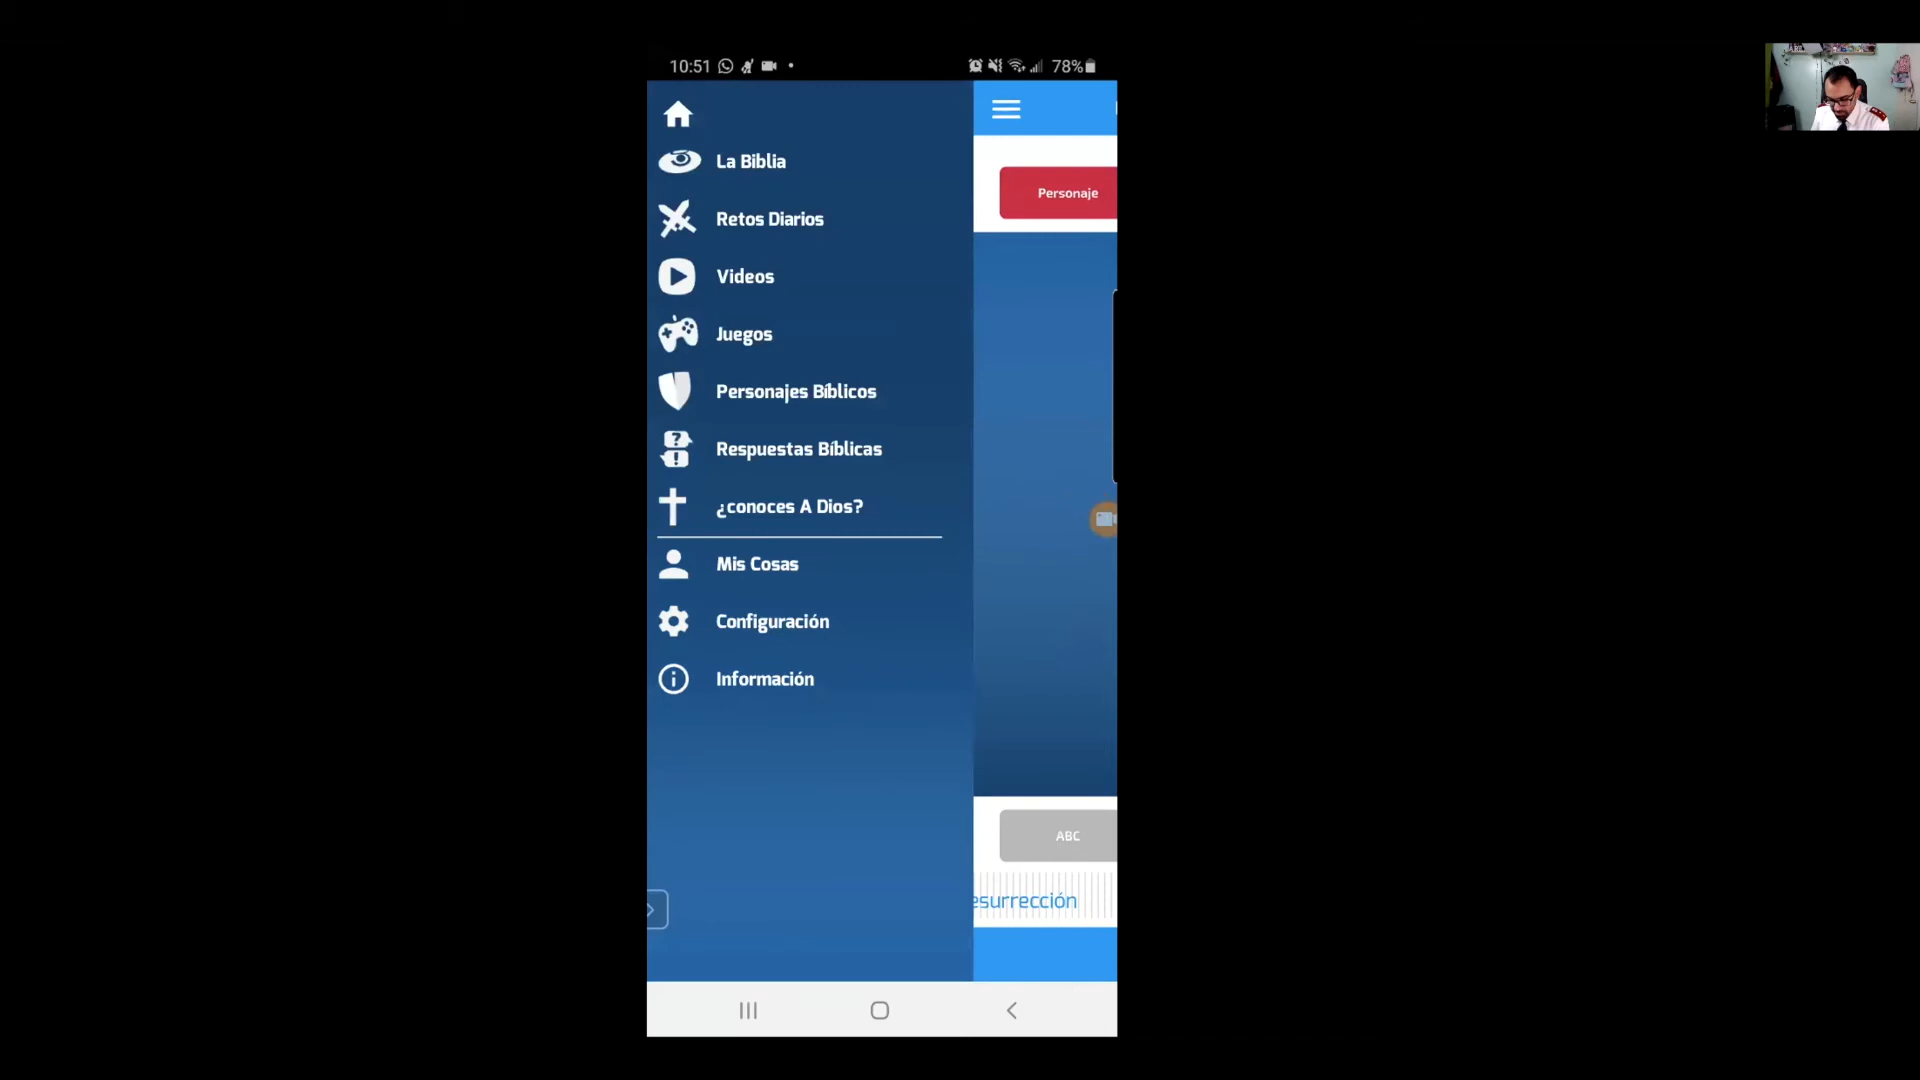 10:51
78%
La Biblia
Retos Diarios
Videos
Juegos
Personajes Bíblicos
Respuestas Bíblicas
¿conoces A Dios?
Mis Cosas
Configuración
Información
Personaje
ABC
esurrección